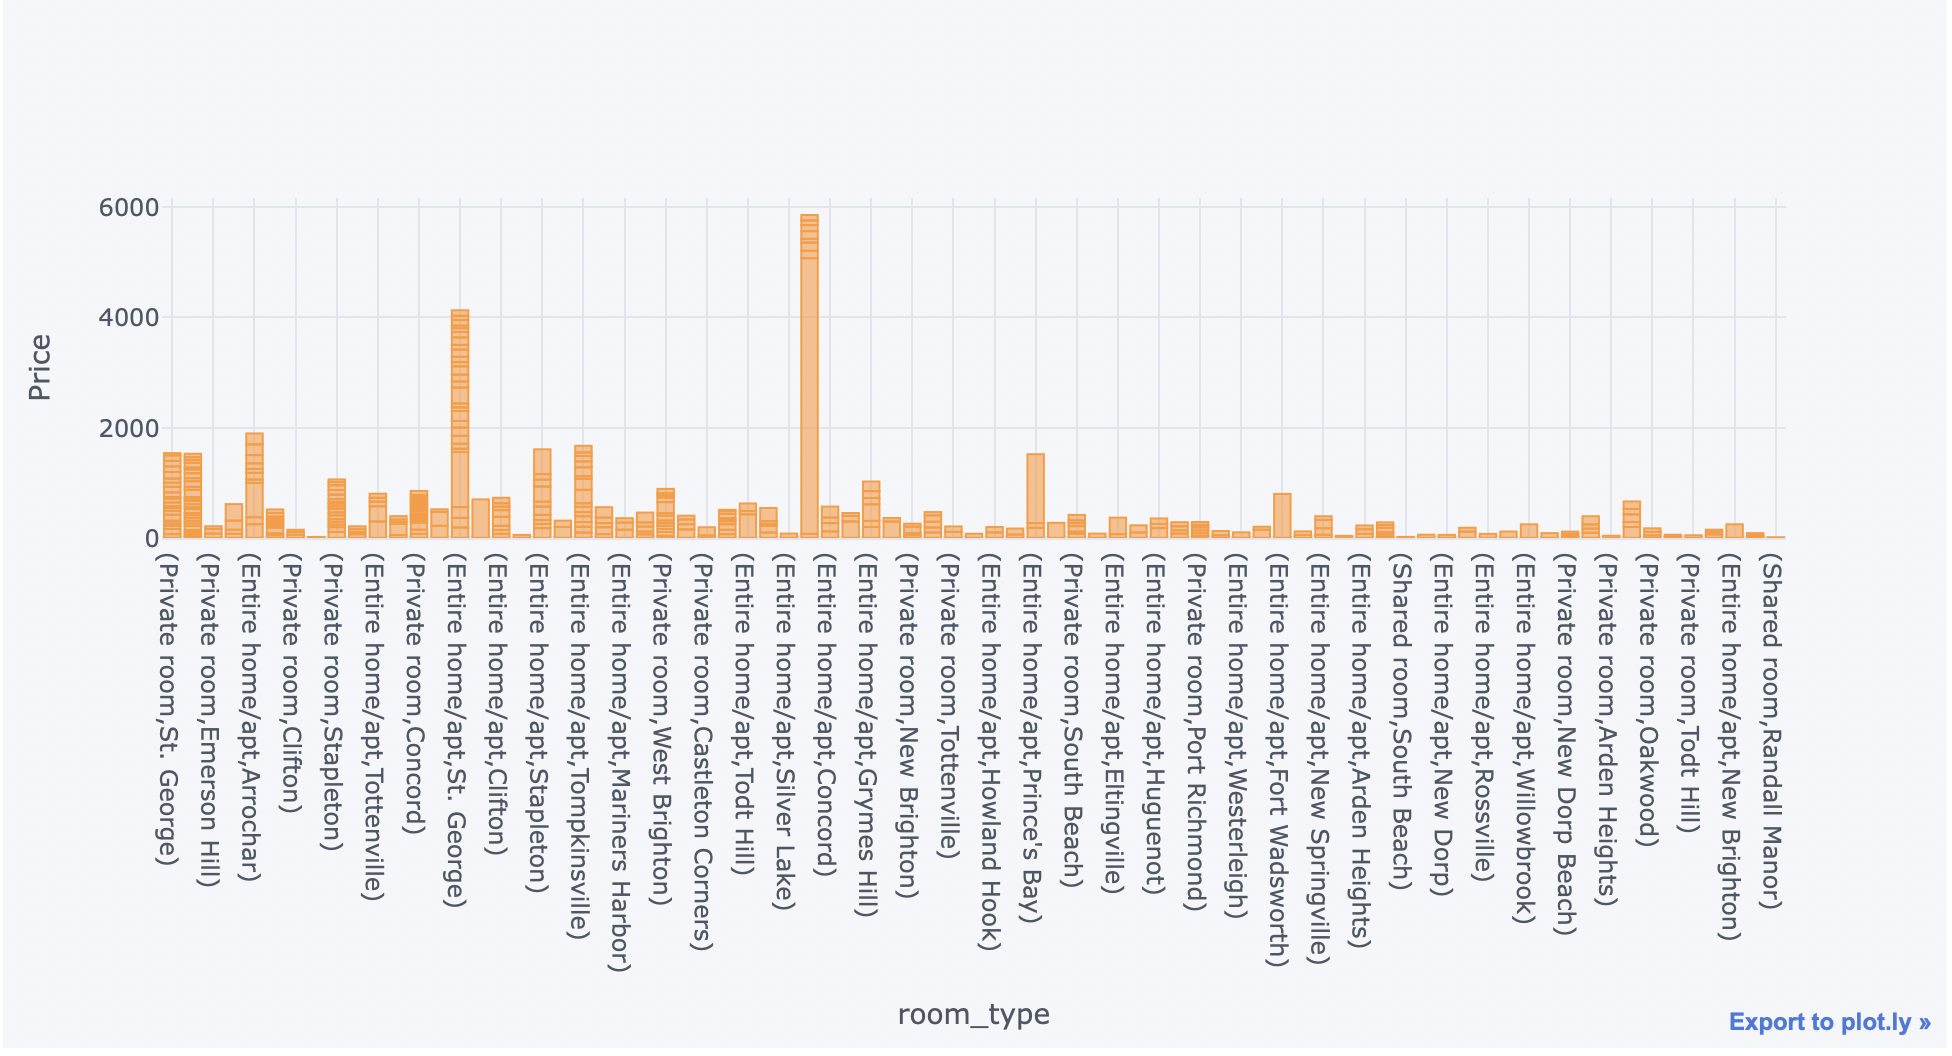 6000
4000
2000
0
Price
(Private room,St. George)
(Private room,Emerson Hill)
(Entire home/apt,Arrochar)
(Private room,Clifton)
(Private room,Stapleton)
(Entire home/apt,Tottenville)
(Private room,Concord)
(Entire home/apt,St. George)
(Entire home/apt,Clifton)
(Entire home/apt,Stapleton)
(Entire home/apt,Tompkinsville)
(Entire home/apt,Mariners Harbor)
(Private room,West Brighton)
(Private room,Castleton Corners)
(Entire home/apt,Todt Hill)
(Entire home/apt,Silver Lake)
(Entire home/apt,Concord)
(Entire home/apt,Grymes Hill)
(Private room,New Brighton)
(Private room,Tottenville)
(Entire home/apt,Howland Hook)
(Entire home/apt,Prince's Bay)
(Private room,South Beach)
(Entire home/apt,Eltingville)
(Entire home/apt,Huguenot)
(Private room,Port Richmond)
(Entire home/apt,Westerleigh)
(Entire home/apt,Fort Wadsworth)
(Entire home/apt,New Springville)
(Entire home/apt,Arden Heights)
(Shared room,South Beach)
(Entire home/apt,New Dorp)
(Entire home/apt,Rossville)
(Entire home/apt,Willowbrook)
(Private room,New Dorp Beach)
(Private room,Arden Heights)
(Private room,Oakwood)
(Private room,Todt Hill)
(Entire home/apt,New Brighton)
(Shared room,Randall Manor)
room_type
Export to plot.ly »